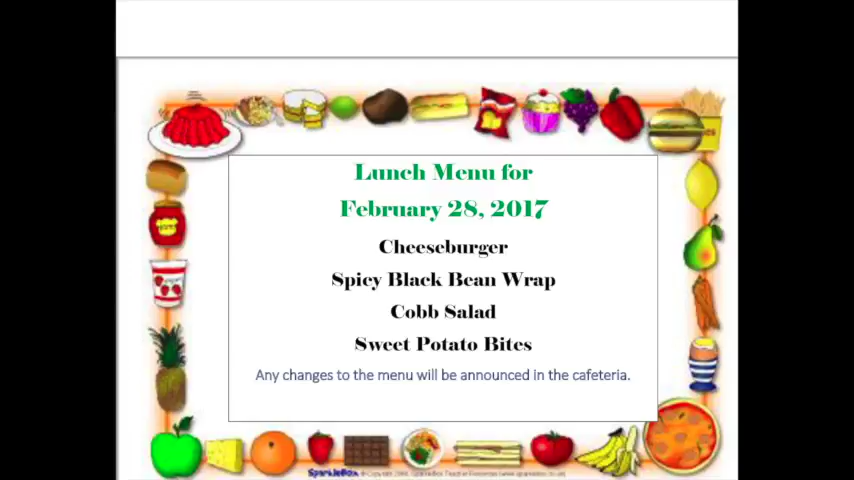 Lunch Menu for
February 28, 2017
Cheeseburger
Spicy Black Bean Wrap
Cobb Salad
Sweet Potato Bites
Any changes to the menu will be announced in the cafeteria.
SparkleBox